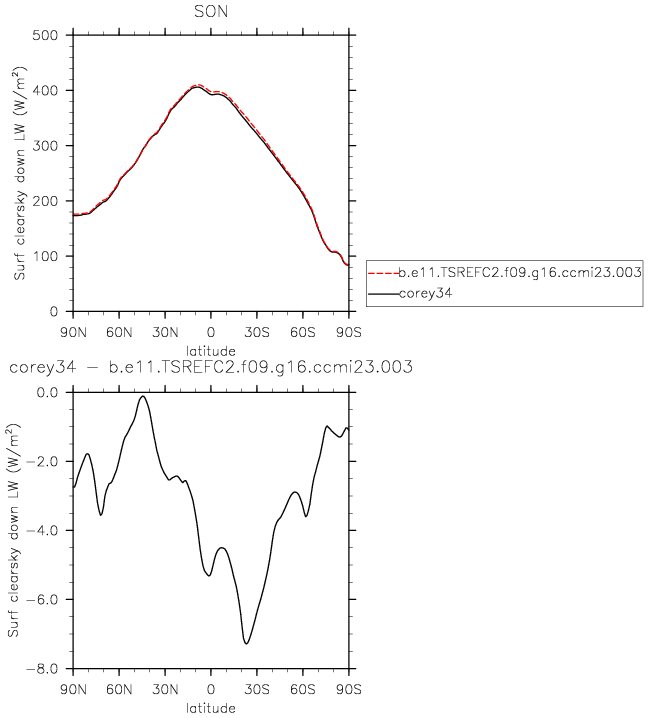 SON
500
400
300
200
100
0
Surf clearsky down LW (W/m²)
90N 60N 30N 0 30S 60S 90S
latitude
b.e11.TSREFC2.f09.g16.ccmi23.003
corey34
corey34 − b.e11.TSREFC2.f09.g16.ccmi23.003
0.0
−2.0
−4.0
−6.0
−8.0
Surf clearsky down LW (W/m²)
90N 60N 30N 0 30S 60S 90S
latitude